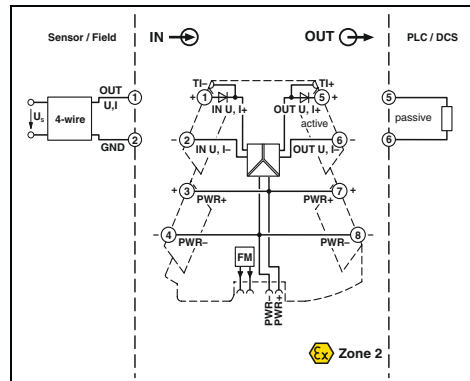 Sensor / Field
IN
OUT
PLC / DCS
OUT
U,I
Us
4-wire
GND
1
2
TI–
TI+
+
1
IN U, I+
OUT U, I+
5
+
active
–
2
IN U, I–
OUT U, I–
6
–
+
3
PWR+
PWR+
7
+
–
4
PWR–
PWR–
8
–
FM
PWR–
PWR+
5
6
passive
Ex
Zone 2